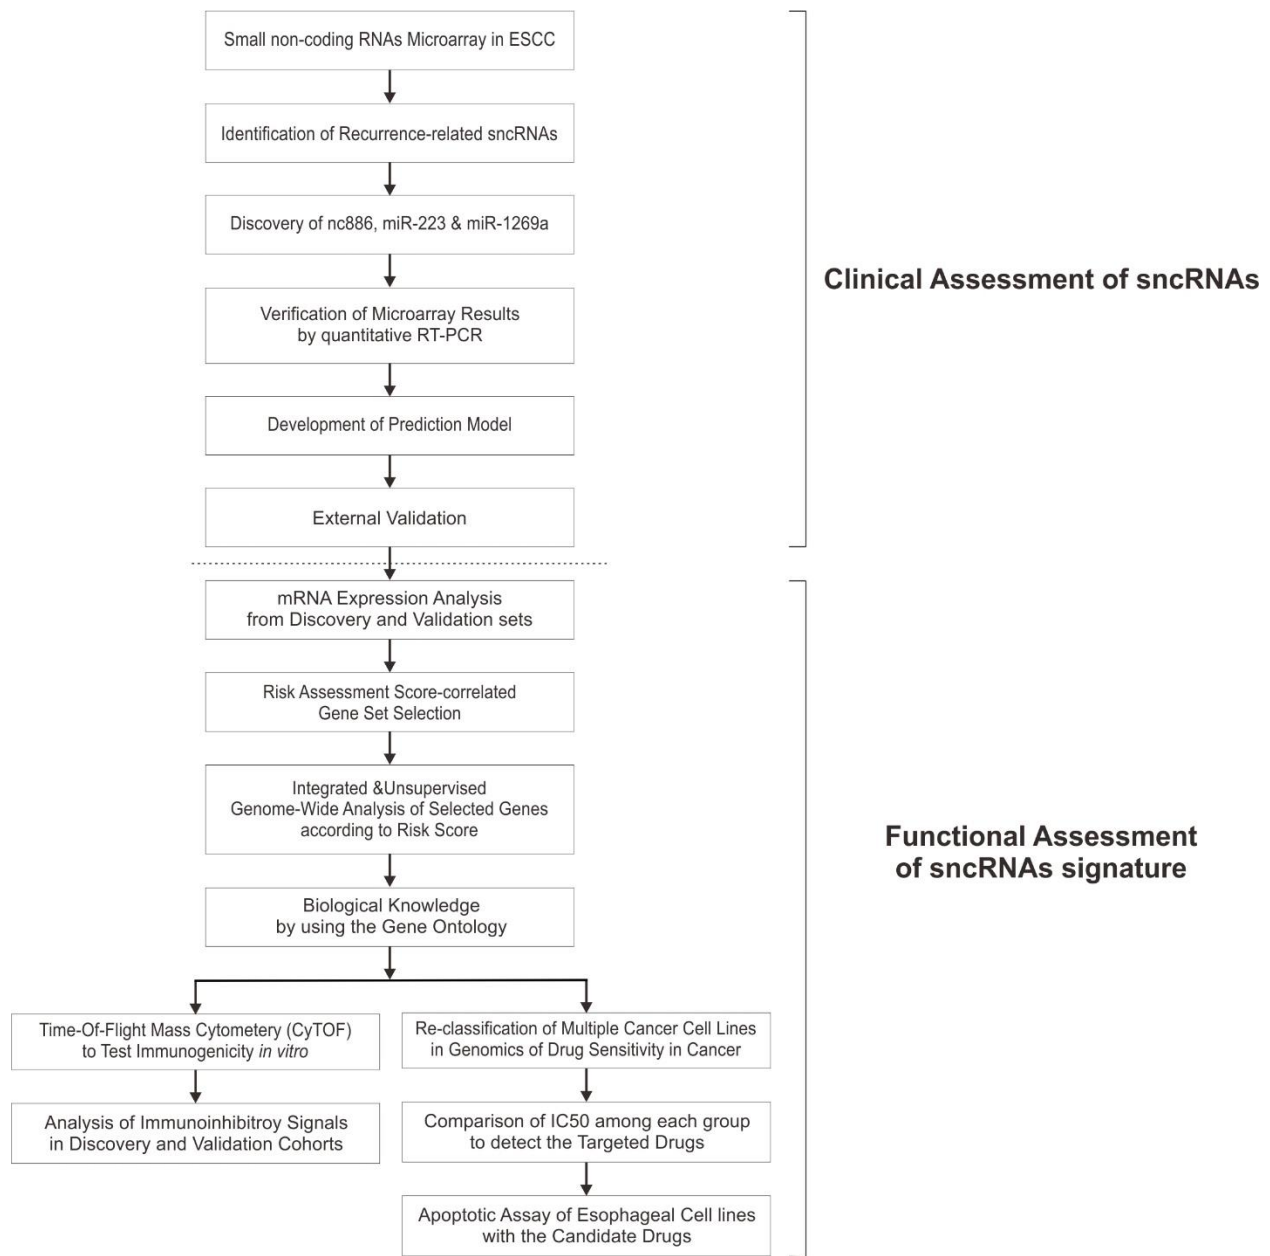 Small non-coding RNAs Microarray in ESCC
Identification of Recurrence-related sncRNAs
Discovery of nc886, miR-223 & miR-1269a
Verification of Microarray Results
by quantitative RT-PCR
Development of Prediction Model
External Validation
Clinical Assessment of sncRNAs
mRNA Expression Analysis
from Discovery and Validation sets
Risk Assessment Score-correlated
Gene Set Selection
Integrated &Unsupervised
Genome-Wide Analysis of Selected Genes
according to Risk Score
Biological Knowledge
by using the Gene Ontology
Functional Assessment
of sncRNAs signature
Time-Of-Flight Mass Cytometery (CyTOF)
to Test Immunogenicity in vitro
Analysis of Immunoinhibitroy Signals
in Discovery and Validation Cohorts
Re-classification of Multiple Cancer Cell Lines
in Genomics of Drug Sensitivity in Cancer
Comparison of IC50 among each group
to detect the Targeted Drugs
Apoptotic Assay of Esophageal Cell lines
with the Candidate Drugs